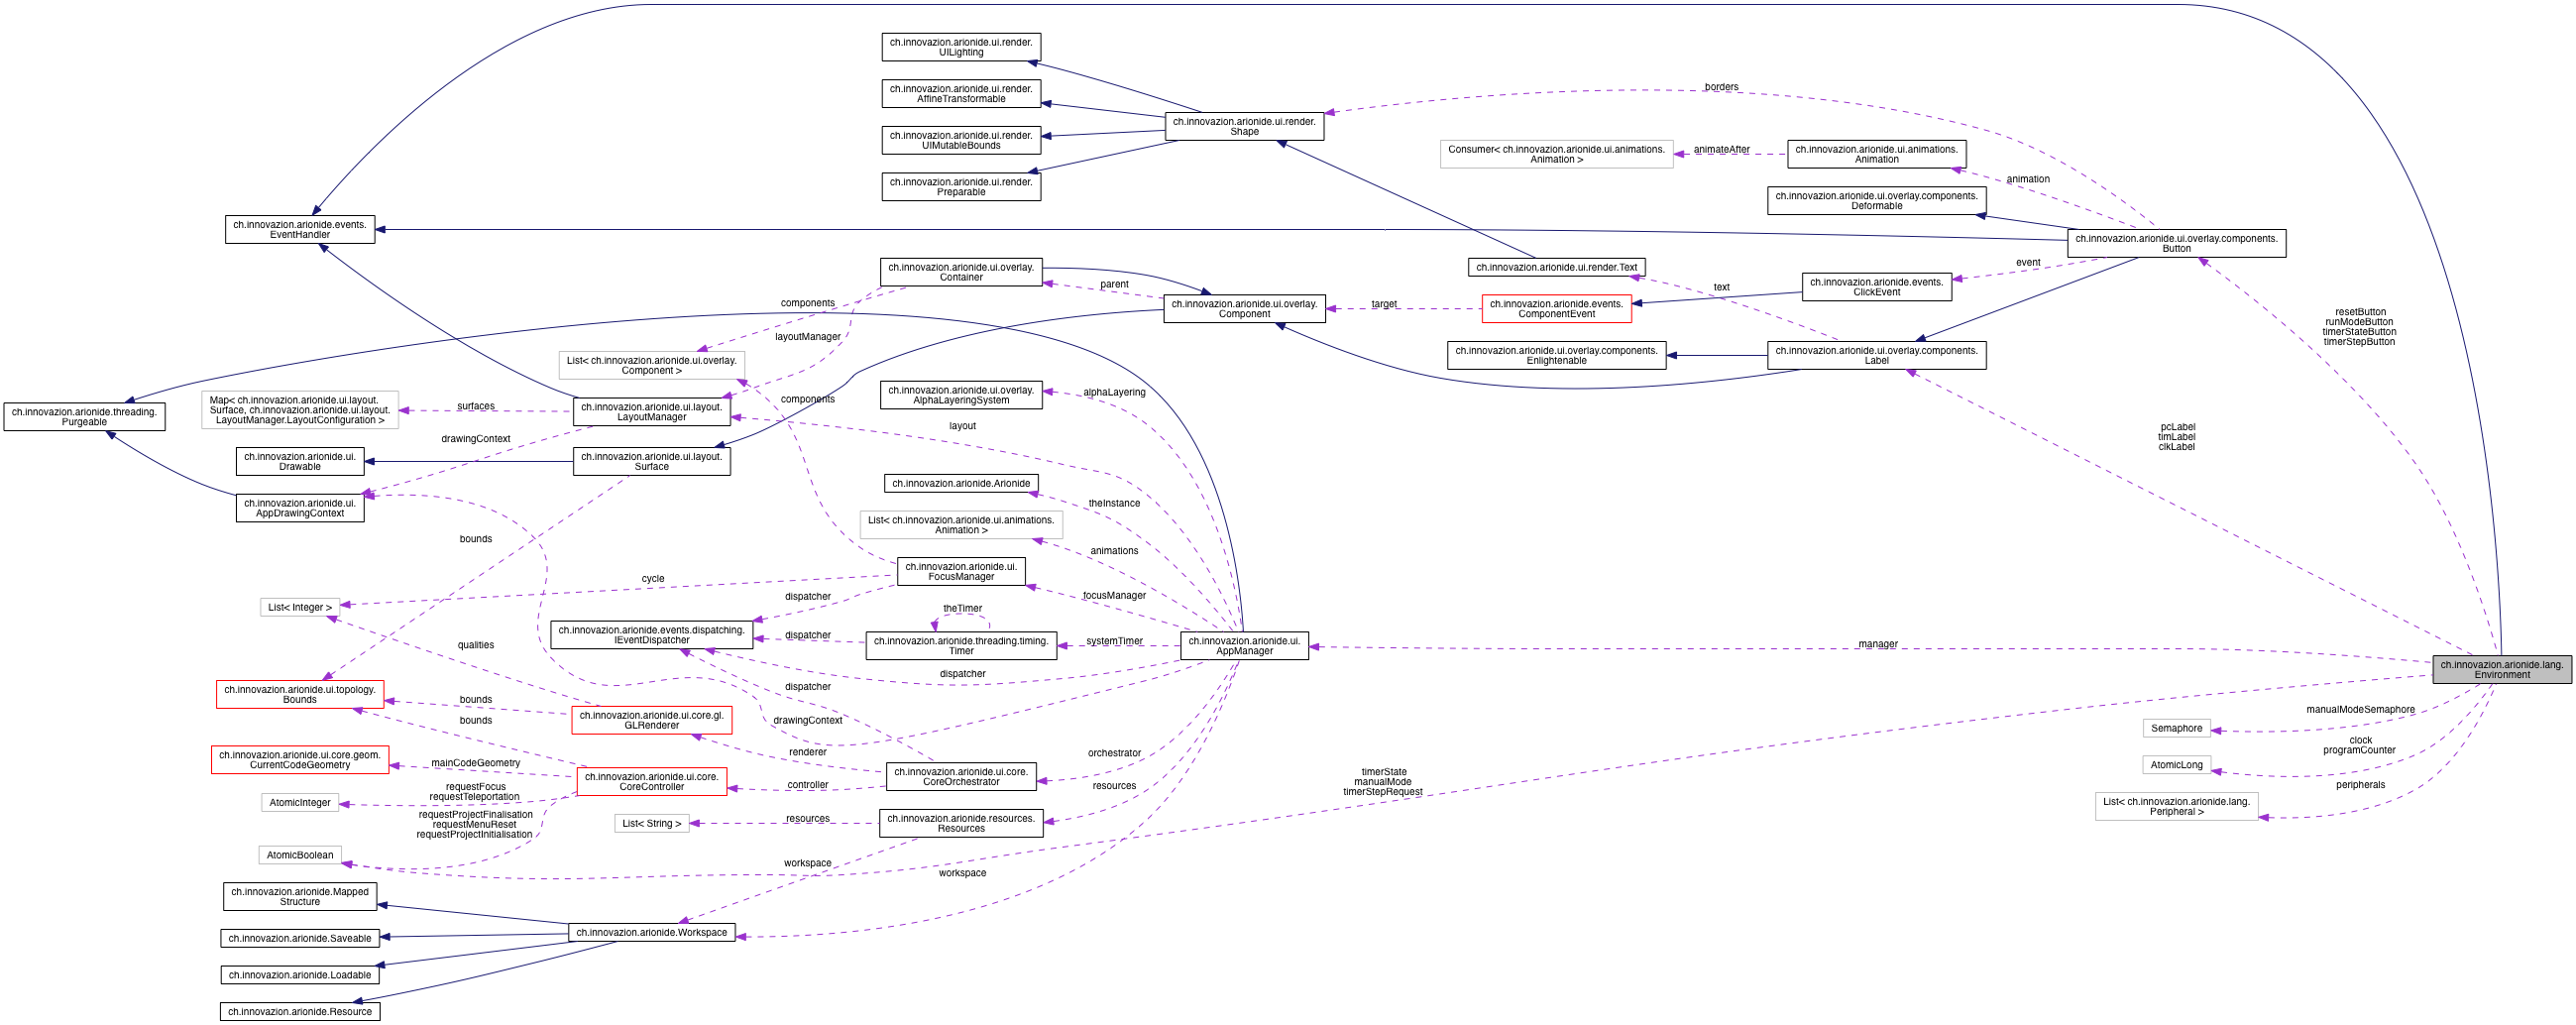 ch.innovazion.arionide.ui.render.
UILighting
borders
ch.innovazion.arionide.ui.render.
AffineTransformable
ch.innovazion.arionide.ui.render.
Shape
ch.innovazion.arionide.ui.render.
UIMutableBounds
Consumer< ch.innovazion.arionide.ui.animations.
Animation >
animateAfter
ch.innovazion.arionide.ui.animations.
Animation
ch.innovazion.arionide.ui.render.
Preparable
animation
ch.innovazion.arionide.ui.overlay.components.
Deformable
ch.innovazion.arionide.events.
EventHandler
ch.innovazion.arionide.ui.overlay.components.
Button
ch.innovazion.arionide.ui.overlay.
Container
ch.innovazion.arionide.ui.render.Text
event
parent
ch.innovazion.arionide.events.
ClickEvent
text
components
ch.innovazion.arionide.ui.overlay.
Component
target
ch.innovazion.arionide.events.
ComponentEvent
resetButton
runModeButton
timerStateButton
timerStepButton
layoutManager
List< ch.innovazion.arionide.ui.overlay.
Component >
ch.innovazion.arionide.ui.overlay.components.
Enlightenable
ch.innovazion.arionide.ui.overlay.components.
Label
ch.innovazion.arionide.threading.
Purgeable
Map< ch.innovazion.arionide.ui.layout.
Surface, ch.innovazion.arionide.ui.layout.
LayoutManager.LayoutConfiguration >
surfaces
ch.innovazion.arionide.ui.layout.
LayoutManager
components
ch.innovazion.arionide.ui.overlay.
AlphaLayeringSystem
alphaLayering
layout
pcLabel
timLabel
clkLabel
drawingContext
ch.innovazion.arionide.ui.
Drawable
ch.innovazion.arionide.ui.layout.
Surface
ch.innovazion.arionide.ui.
AppDrawingContext
ch.innovazion.arionide.Arionide
theInstance
List< ch.innovazion.arionide.ui.animations.
Animation >
bounds
animations
ch.innovazion.arionide.ui.
FocusManager
cycle
focusManager
dispatcher
List< Integer >
theTimer
ch.innovazion.arionide.events.dispatching.
IEventDispatcher
dispatcher
ch.innovazion.arionide.threading.timing.
Timer
systemTimer
ch.innovazion.arionide.ui.
AppManager
manager
qualities
ch.innovazion.arionide.lang.
Environment
dispatcher
dispatcher
ch.innovazion.arionide.ui.topology.
Bounds
bounds
ch.innovazion.arionide.ui.core.gl.
GLRenderer
bounds
drawingContext
manualModeSemaphore
Semaphore
ch.innovazion.arionide.ui.core.geom.
CurrentCodeGeometry
mainCodeGeometry
renderer
orchestrator
clock
programCounter
AtomicLong
ch.innovazion.arionide.ui.core.
CoreController
controller
ch.innovazion.arionide.ui.core.
CoreOrchestrator
resources
timerState
manualMode
timerStepRequest
peripherals
requestFocus
requestTeleportation
AtomicInteger
List< ch.innovazion.arionide.lang.
Peripheral >
requestProjectFinalisation
requestMenuReset
requestProjectInitialisation
List< String >
resources
ch.innovazion.arionide.resources.
Resources
AtomicBoolean
workspace
workspace
ch.innovazion.arionide.Mapped
Structure
ch.innovazion.arionide.Workspace
ch.innovazion.arionide.Saveable
ch.innovazion.arionide.Loadable
ch.innovazion.arionide.Resource